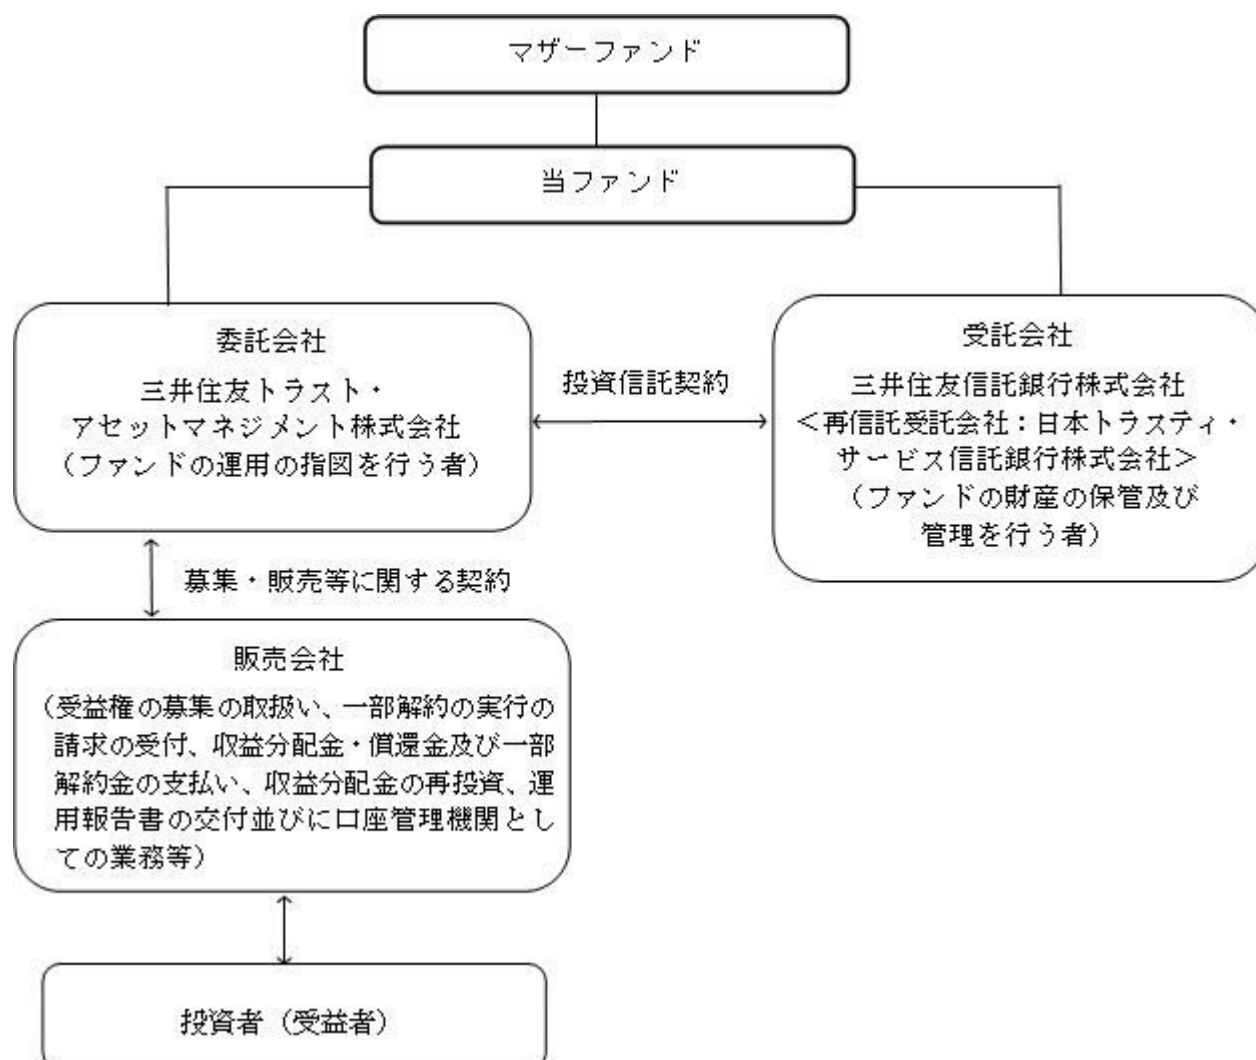 マザーファンド
当ファンド
委託会社
三井住友トラスト・
アセットマネジメント株式会社
（ファンドの運用の指図を行う者）
投資信託契約
受託会社
三井住友信託銀行株式会社
＜再信託受託会社：日本トラスティ・
サービス信託銀行株式会社＞
（ファンドの財産の保管及び
管理を行う者）
募集・販売等に関する契約
販売会社
（受益権の募集の取扱い、一部解約の実行の
請求の受付、収益分配金・償還金及び一部
解約金の支払い、収益分配金の再投資、運
用報告書の交付並びに口座管理機関とし
ての業務等）
投資者（受益者）